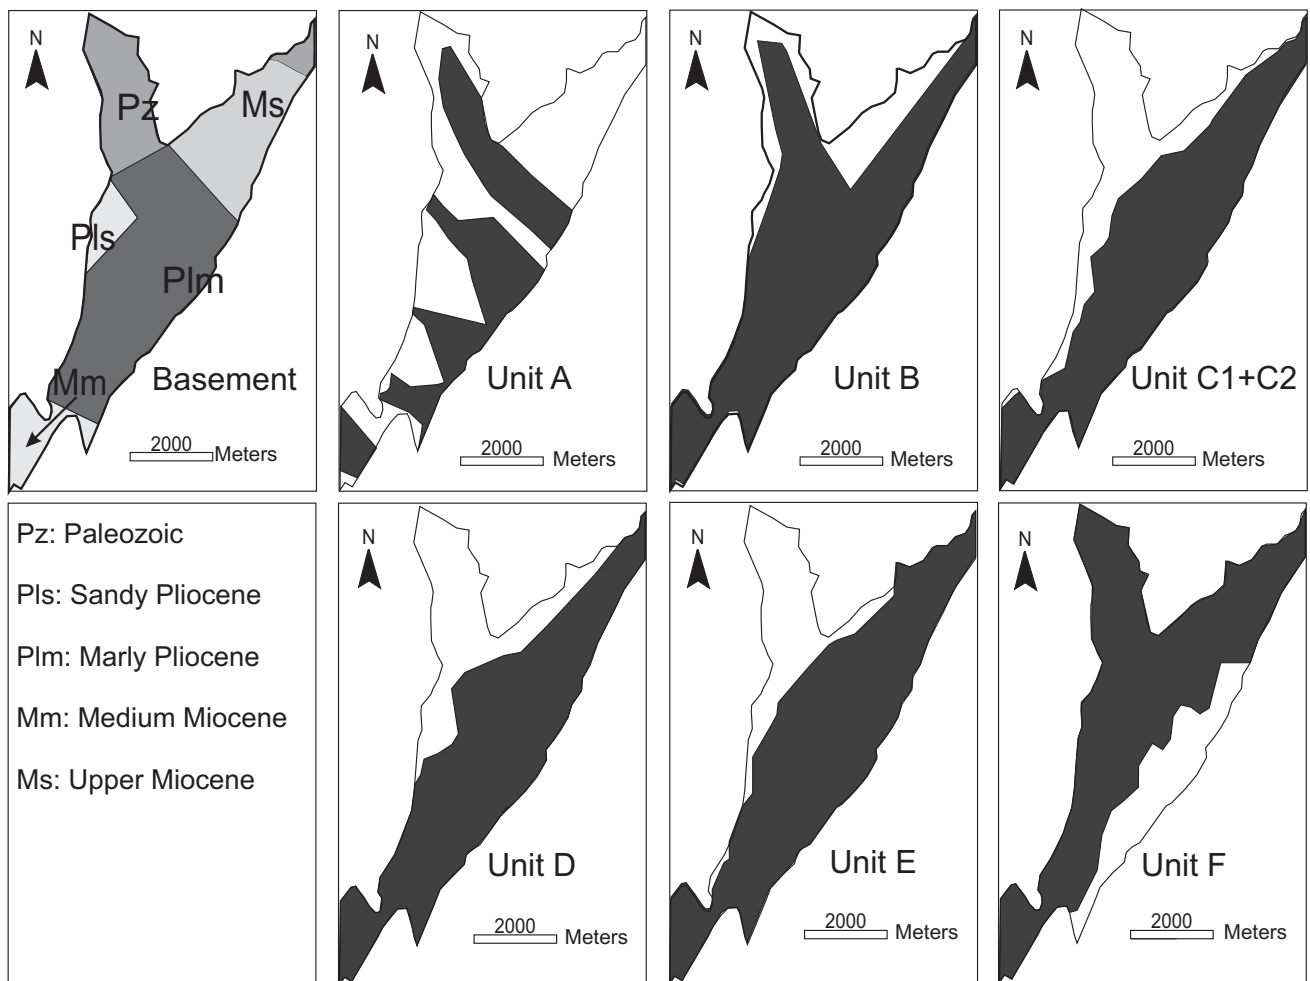 N
Pz
Ms
Pls
Plm
Mm
Basement
2000
Meters
N
Unit A
2000
Meters
N
Unit B
2000
Meters
N
Unit C1+C2
2000
Meters
Pz: Paleozoic
Pls: Sandy Pliocene
Plm: Marly Pliocene
Mm: Medium Miocene
Ms: Upper Miocene
N
Unit D
2000
Meters
N
Unit E
2000
Meters
N
Unit F
2000
Meters